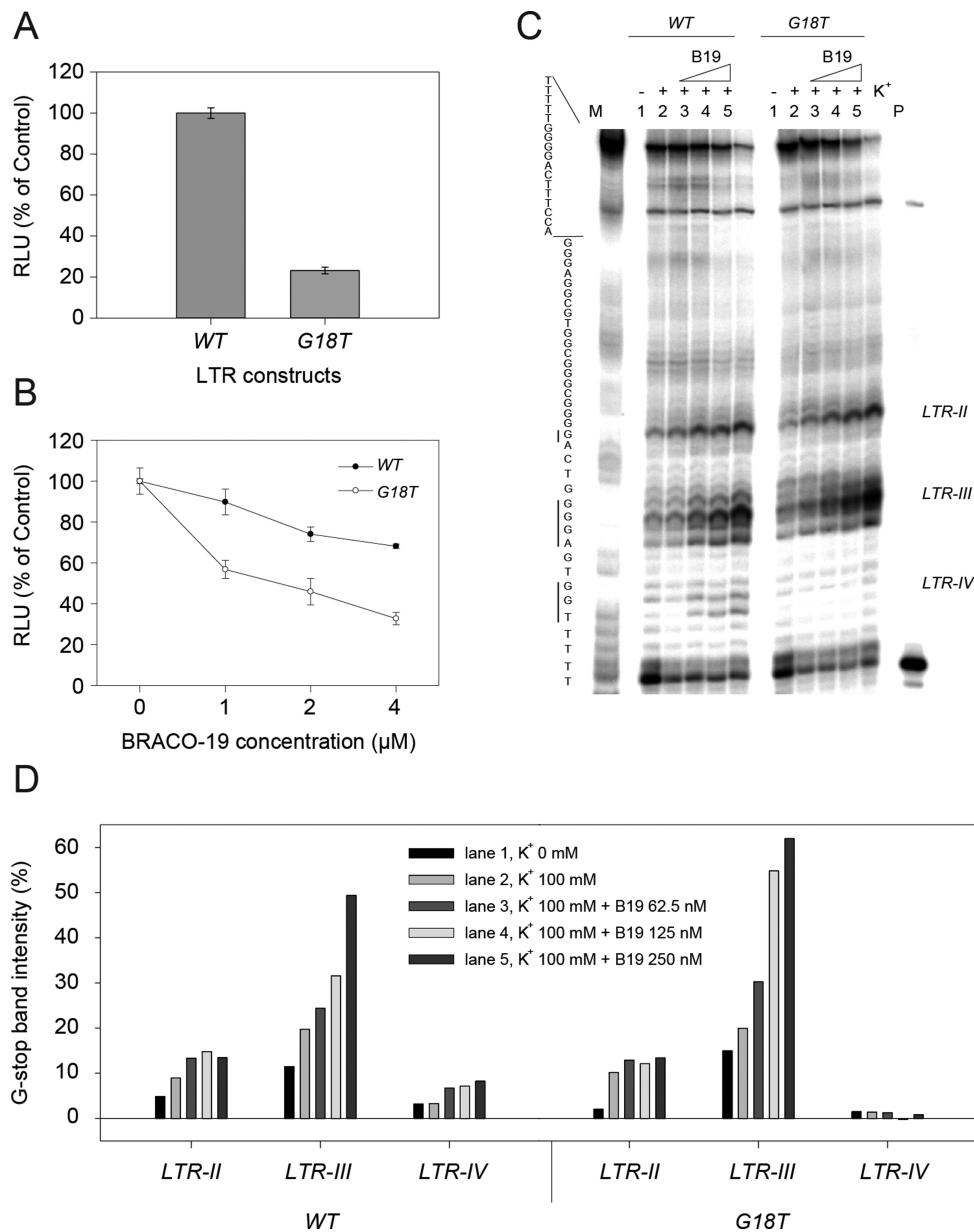 A
120
100
80
60
40
20
0
RLU (% of Control)
WT
G18T
LTR constructs
B
120
100
80
60
40
20
0
RLU (% of Control)
WT
G18T
0 1 2 4
BRACO-19 concentration (µM)
C
WT
G18T
B19
B19
- + + + + - + + + + K+
M 1 2 3 4 5 1 2 3 4 5 P
TTTTTGGGGACTTTCCA
GGGAGGCGTGGCGGGCGGGGACTGGGGAGTGGTTTTT
LTR-II
LTR-III
LTR-IV
D
60
50
40
30
20
10
0
G-stop band intensity (%)
lane 1, K+ 0 mM
lane 2, K+ 100 mM
lane 3, K+ 100 mM + B19 62.5 nM
lane 4, K+ 100 mM + B19 125 nM
lane 5, K+ 100 mM + B19 250 nM
LTR-II LTR-III LTR-IV LTR-II LTR-III LTR-IV
WT G18T